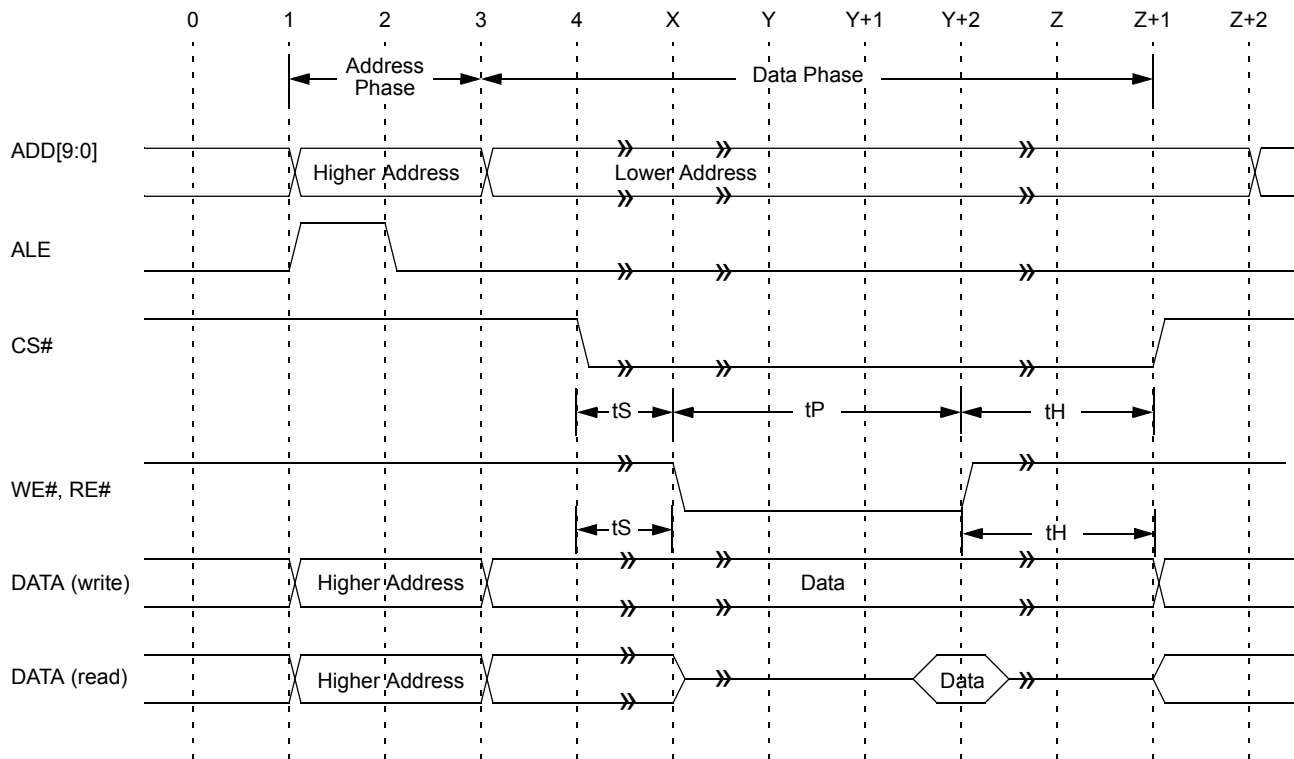 0 1 2 3 4 X Y Y+1 Y+2 Z Z+1 Z+2
Address
Phase
Data Phase
ADD[9:0]
Higher Address
Lower Address
ALE
CS#
tS
tP
tH
WE#, RE#
tS
tH
DATA (write)
Higher Address
Data
DATA (read)
Higher Address
Data